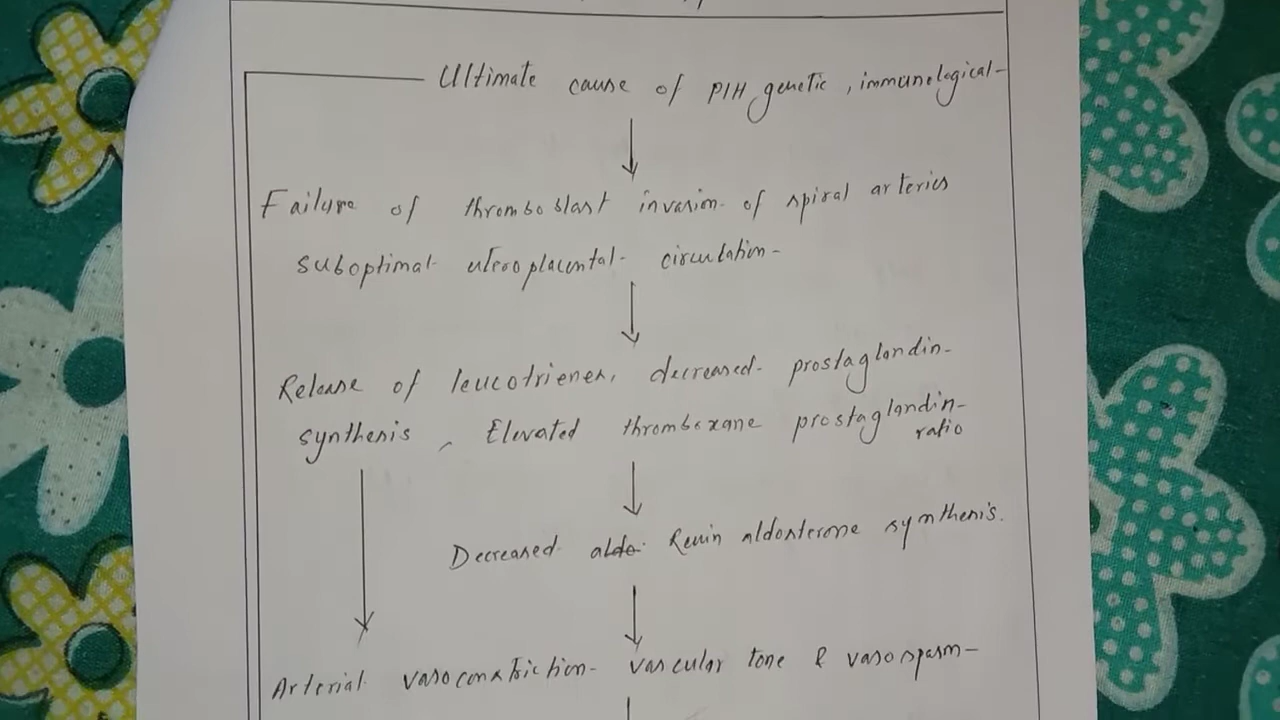 Ultimate cause of PIH genetic, immunological-
Failure of thromboblast invasion of spiral arteries
suboptimal uteroplacental circulation-
Release of leucotrienes, decreased prostaglandin-
synthesis, Elevated thromboxane prostaglandin-
ratio
Decreased Renin aldosterone synthesis.
Arterial vasoconstriction- vascular tone & vasospasm-